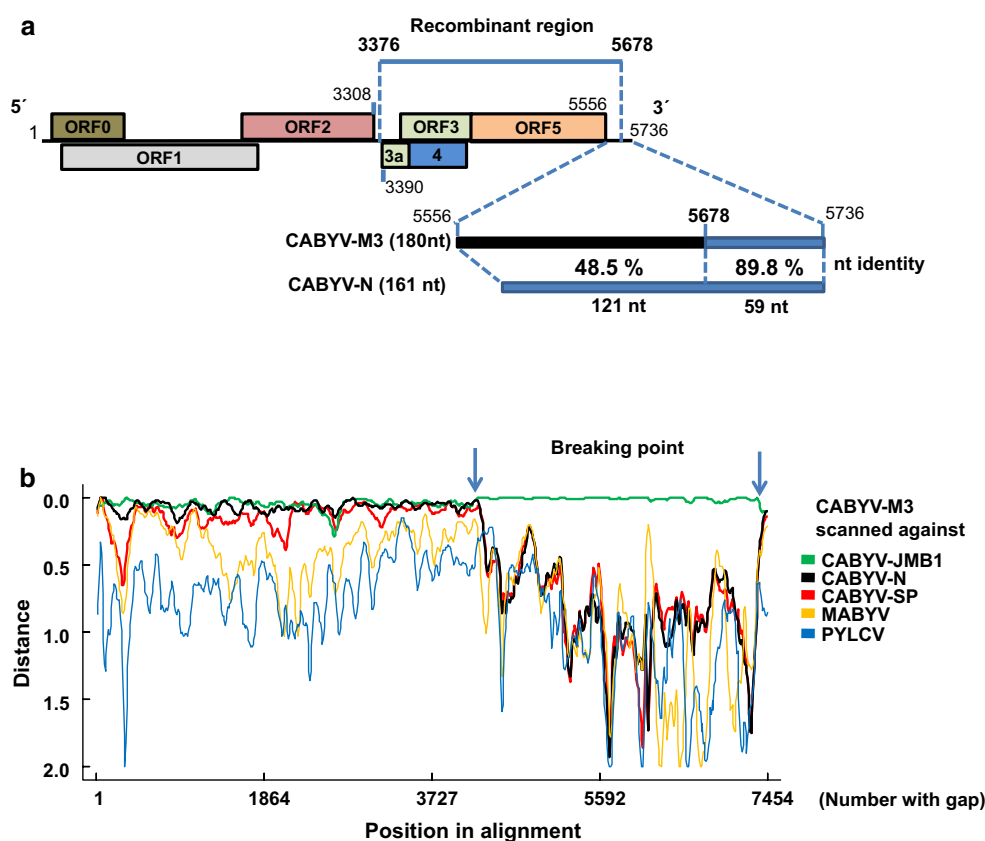 a
Recombinant region
3376 5678
3308 5556
5´ 3´
1 ORF0 ORF2 ORF3 ORF5 5736
ORF1 3a 4
3390
5556 5678 5736
CABYV-M3 (180nt)
48.5 % 89.8 % nt identity
CABYV-N (161 nt)
121 nt 59 nt
b
Breaking point
0.0
0.5
1.0
1.5
2.0
Distance
CABYV-M3
scanned against
CABYV-JMB1
CABYV-N
CABYV-SP
MABYV
PYLCV
1 1864 3727 5592 7454 (Number with gap)
Position in alignment